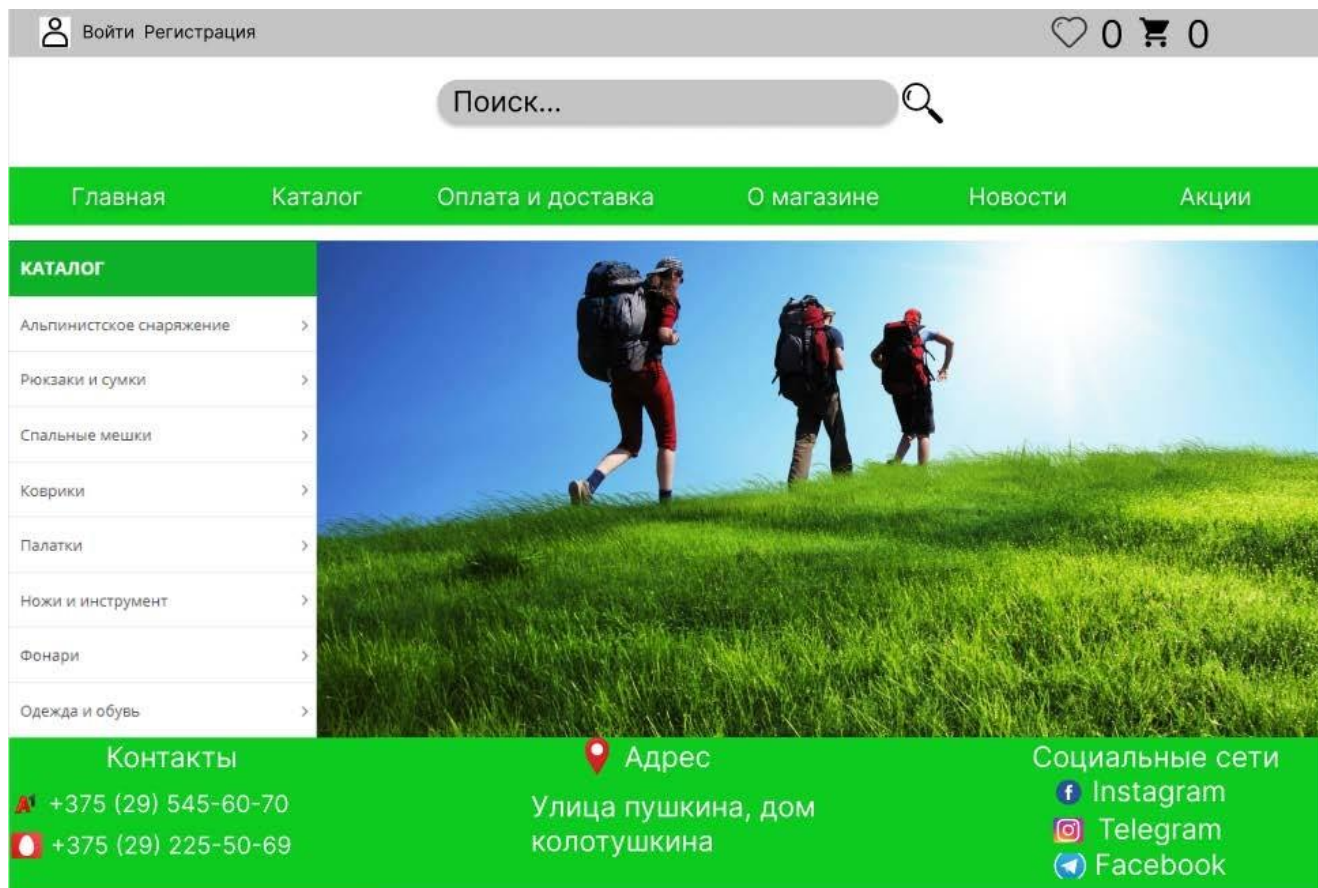 Войти Регистрация
0 0
Поиск...
Главная Каталог Оплата и доставка О магазине Новости Акции
КАТАЛОГ
Альпинистское снаряжение
Рюкзаки и сумки
Спальные мешки
Коврики
Палатки
Ножи и инструмент
Фонари
Одежда и обувь
Контакты
A1 +375 (29) 545-60-70
+375 (29) 225-50-69
Адрес
Улица пушкина, дом
колотушкина
Социальные сети
f Instagram
Telegram
Facebook